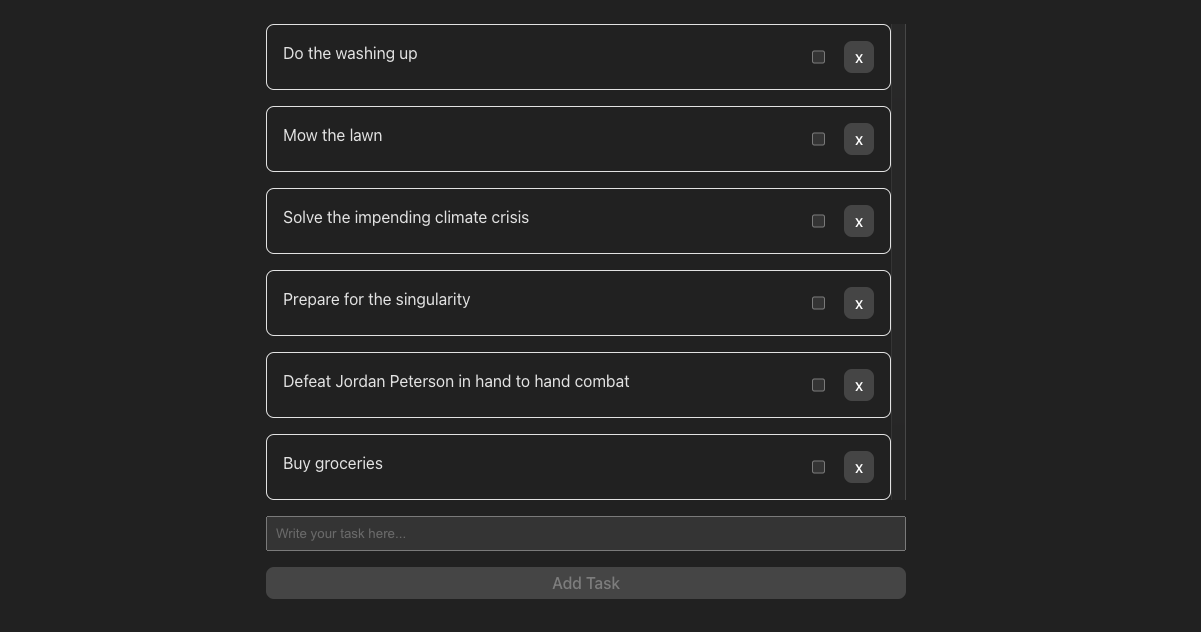 Do the washing up
x
Mow the lawn
x
Solve the impending climate crisis
x
Prepare for the singularity
x
Defeat Jordan Peterson in hand to hand combat
x
Buy groceries
x
Write your task here...
Add Task